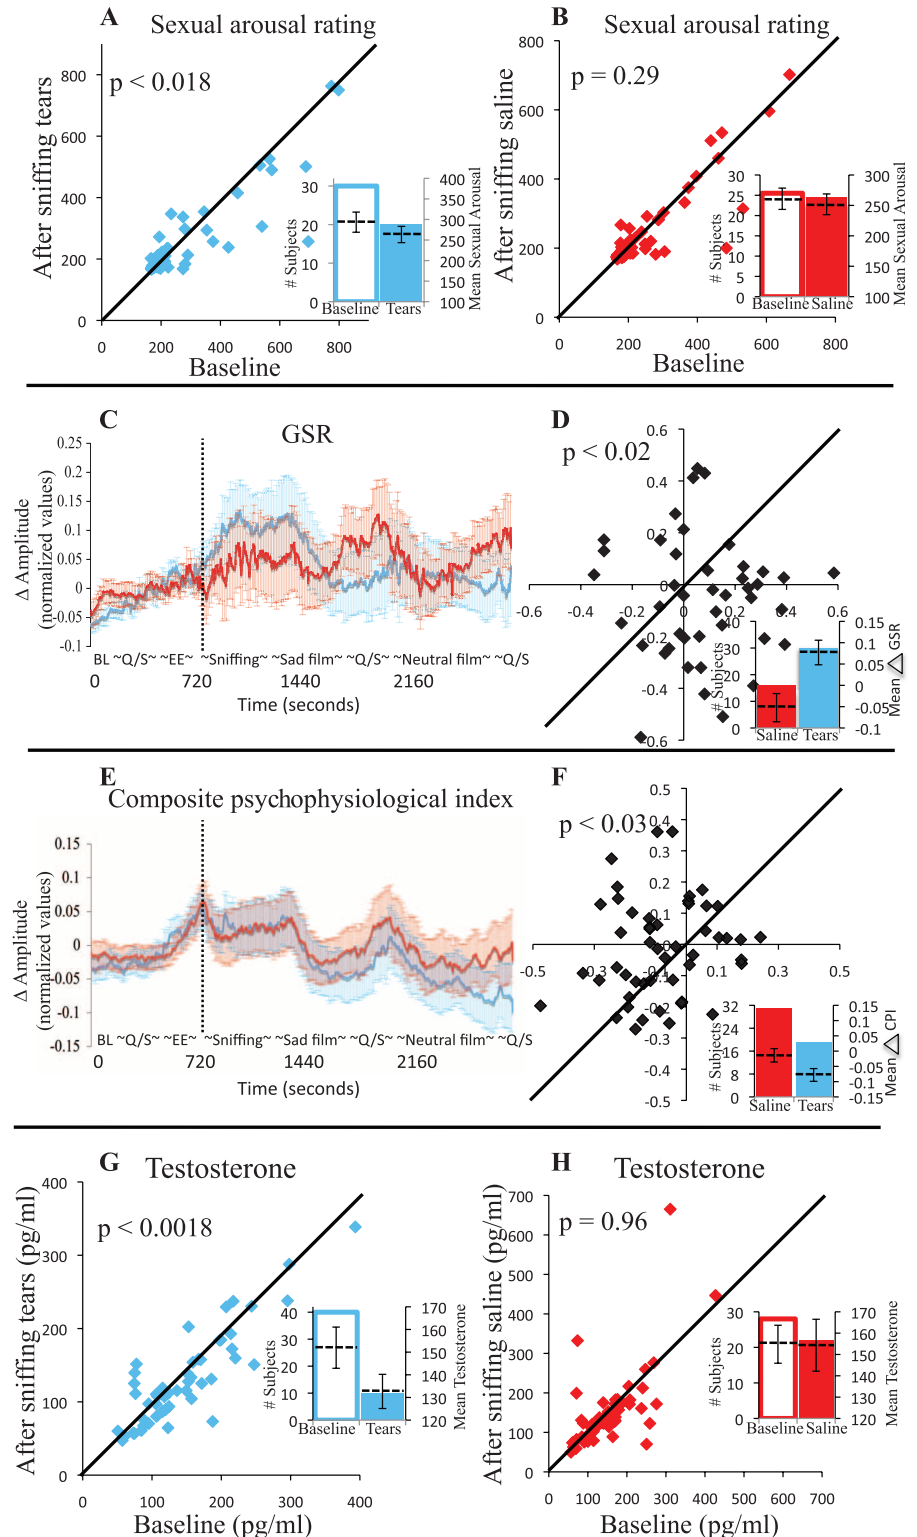 A Sexual arousal rating
p < 0.018
After sniffing tears
800
600
400
200
0
0 200 400 600 800
Baseline
# Subjects
30
20
10
0
Baseline Tears
400
350
300
250
200
150
100
Mean Sexual Arousal
B Sexual arousal rating
p = 0.29
After sniffing saline
800
600
400
200
0
0 200 400 600 800
Baseline
# Subjects
30
25
20
15
10
5
0
Baseline Saline
300
250
200
150
100
Mean Sexual Arousal
C GSR
Δ Amplitude
(normalized values)
0.25
0.2
0.15
0.1
0.05
0
-0.05
-0.1
BL ~Q/S~ ~EE~ ~Sniffing~ ~Sad film~ ~Q/S~ ~Neutral film~ ~Q/S
0 720 1440 2160
Time (seconds)
D
p < 0.02
0.6
0.4
0.2
0
-0.2
-0.4
-0.6
-0.6 -0.4 -0.2 0 0.2 0.4 0.6
# Subjects
40
30
20
10
0
Saline Tears
0.15
0.1
0.05
0
-0.05
-0.1
Mean △ GSR
E
Composite psychophysiological index
Δ Amplitude
(normalized values)
0.15
0.1
0.05
0
-0.05
-0.1
-0.15
BL ~Q/S~ ~EE~ ~Sniffing~ ~Sad film~ ~Q/S~ ~Neutral film~ ~Q/S
0 720 1440 2160
Time (seconds)
F
p < 0.03
0.5
0.4
0.3
0.2
0.1
0
-0.1
-0.2
-0.3
-0.4
-0.5
-0.5 -0.3 -0.1 0.1 0.3 0.5
# Subjects
32
24
16
8
0
Saline Tears
0.15
0.1
0.05
0
-0.05
-0.1
-0.15
Mean △ CPI
G Testosterone
p < 0.0018
After sniffing tears (pg/ml)
400
300
200
100
0
0 100 200 300 400
Baseline (pg/ml)
# Subjects
40
30
20
10
0
Baseline Tears
170
160
150
140
130
120
Mean Testosterone
H Testosterone
p = 0.96
After sniffing saline (pg/ml)
700
600
500
400
300
200
100
0
0 100 200 300 400 500 600 700
Baseline (pg/ml)
# Subjects
30
20
10
0
Baseline Saline
170
160
150
140
130
120
Mean Testosterone